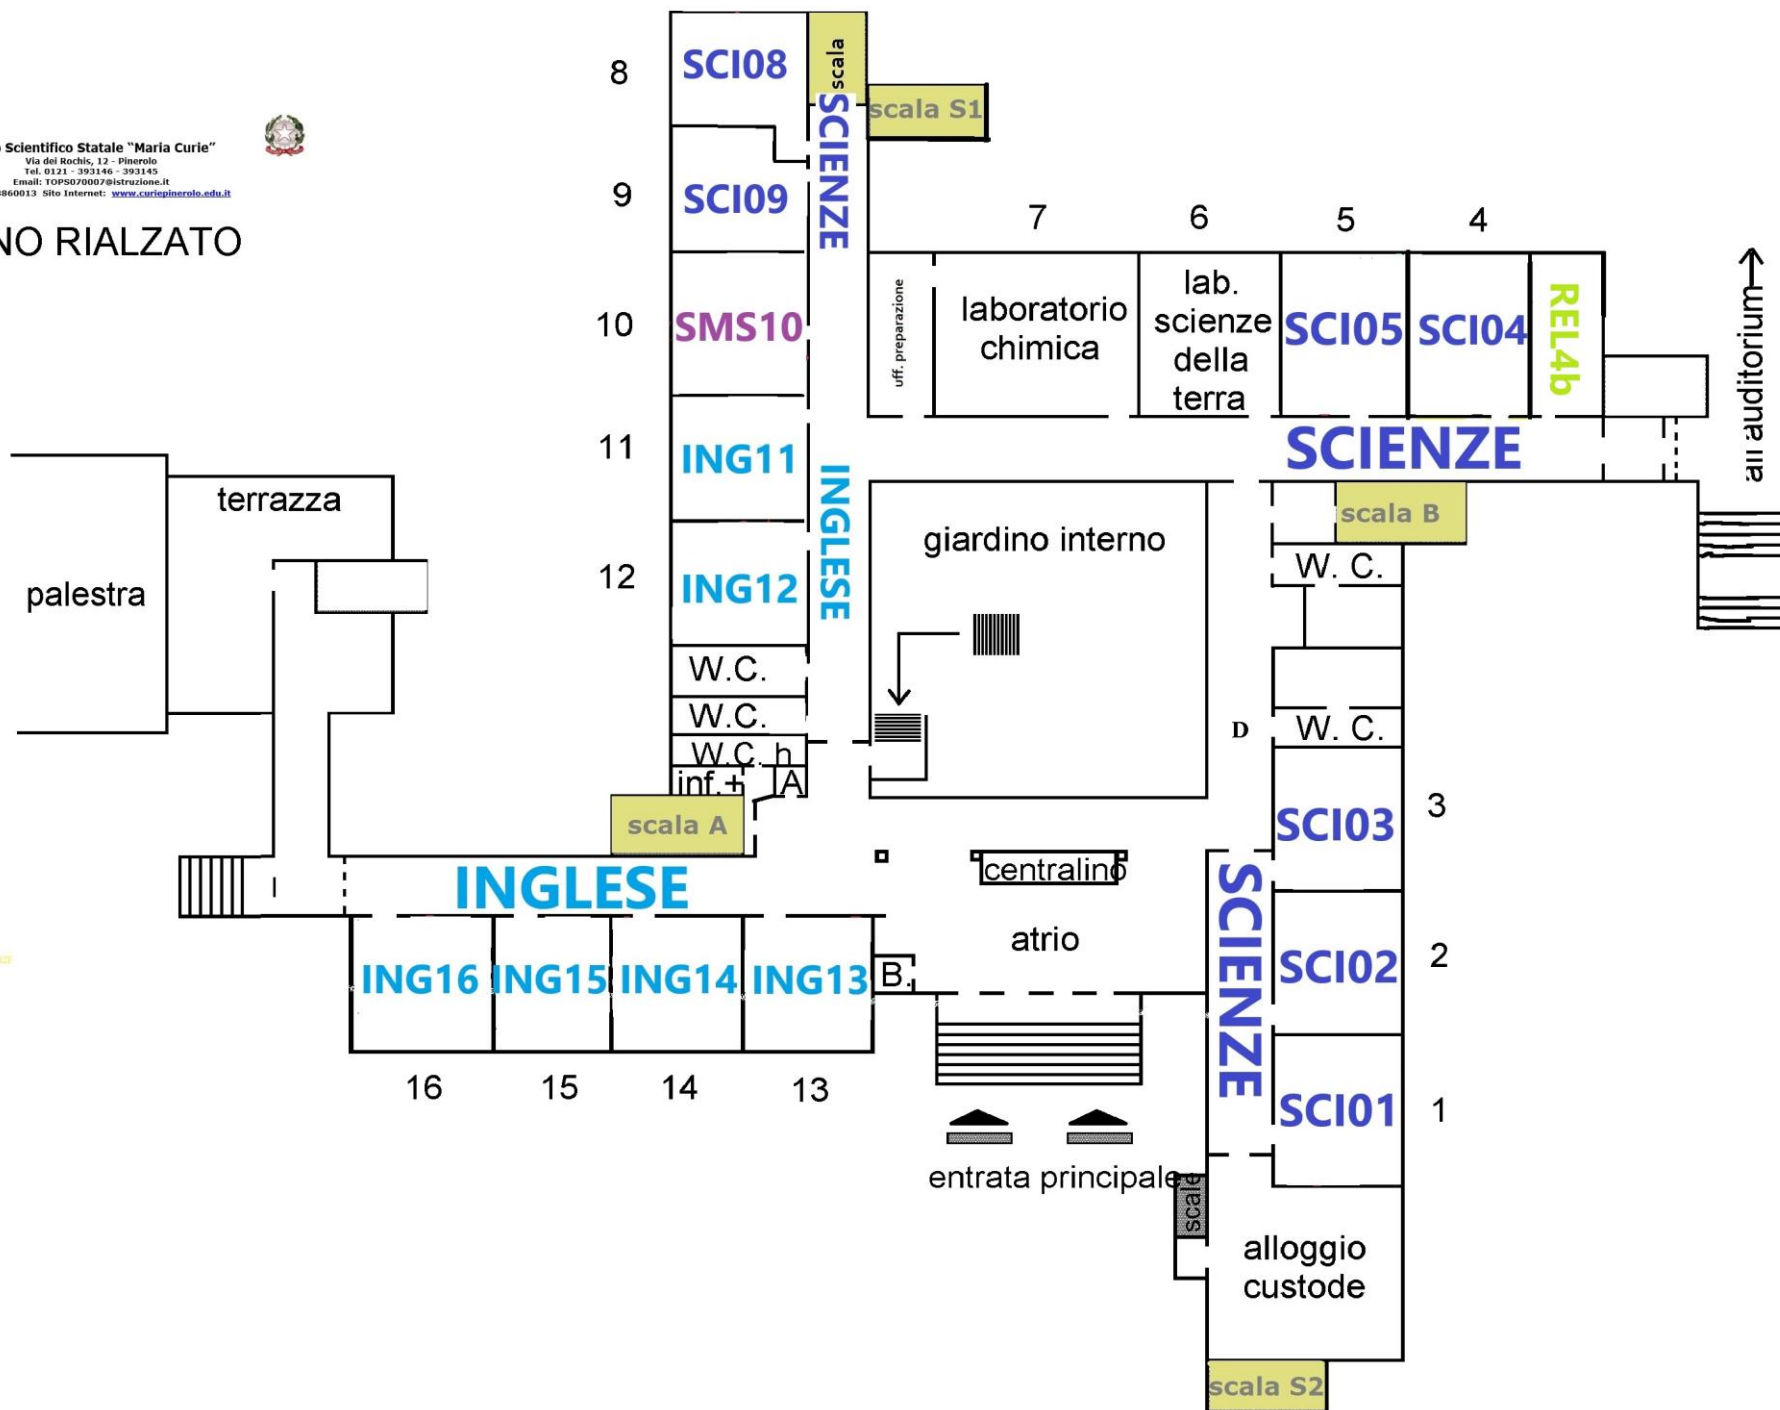 Scientifico Statale “Maria Curie”
Via dei Rochis, 12 - Pinerolo
Tel. 0121 - 393146 - 393145
Email: TOPS070007@istruzione.it
860013 Sito Internet: www.curiepinerolo.edu.it
NO RIALZATO
8
SCI08
scala
scala S1
SCIENZE
9
SCI09
10
SMS10
11
ING11
INGLESE
12
ING12
W.C.
W.C.
W.C. h
inf.+
A
scala A
7
6
5
4
uff. preparazione
laboratorio
chimica
lab.
scienze
della
terra
SCI05
SCI04
REL4b
all auditorium
SCIENZE
scala B
giardino interno
W. C.
D
W. C.
terrazza
palestra
INGLESE
centralino
atrio
B.
ING16
ING15
ING14
ING13
16
15
14
13
entrata principale
SCIENZE
SCI03
3
SCI02
2
SCI01
1
scale
alloggio
custode
scala S2